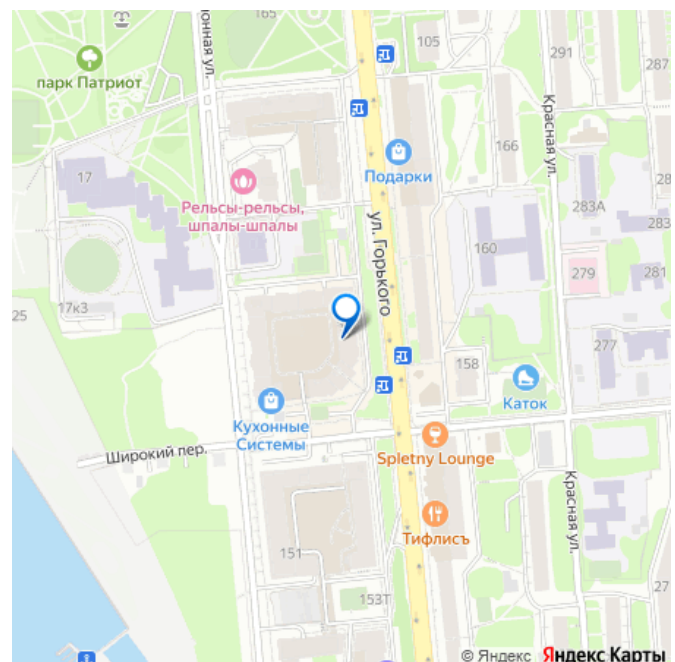 165
онная ул.
105
291
287
парк Патриот
Красная ул.
166
Подарки
17
Рельсы-рельсы,
шпалы-шпалы
ул. Горького
28
283А
283
160
279
281
25
17к3
277
158
Каток
Кухонные
Системы
Широкий пер.
Spletny Lounge
Красная ул.
Тифлисъ
151
153Т
27
© Яндекс Яндекс Карты